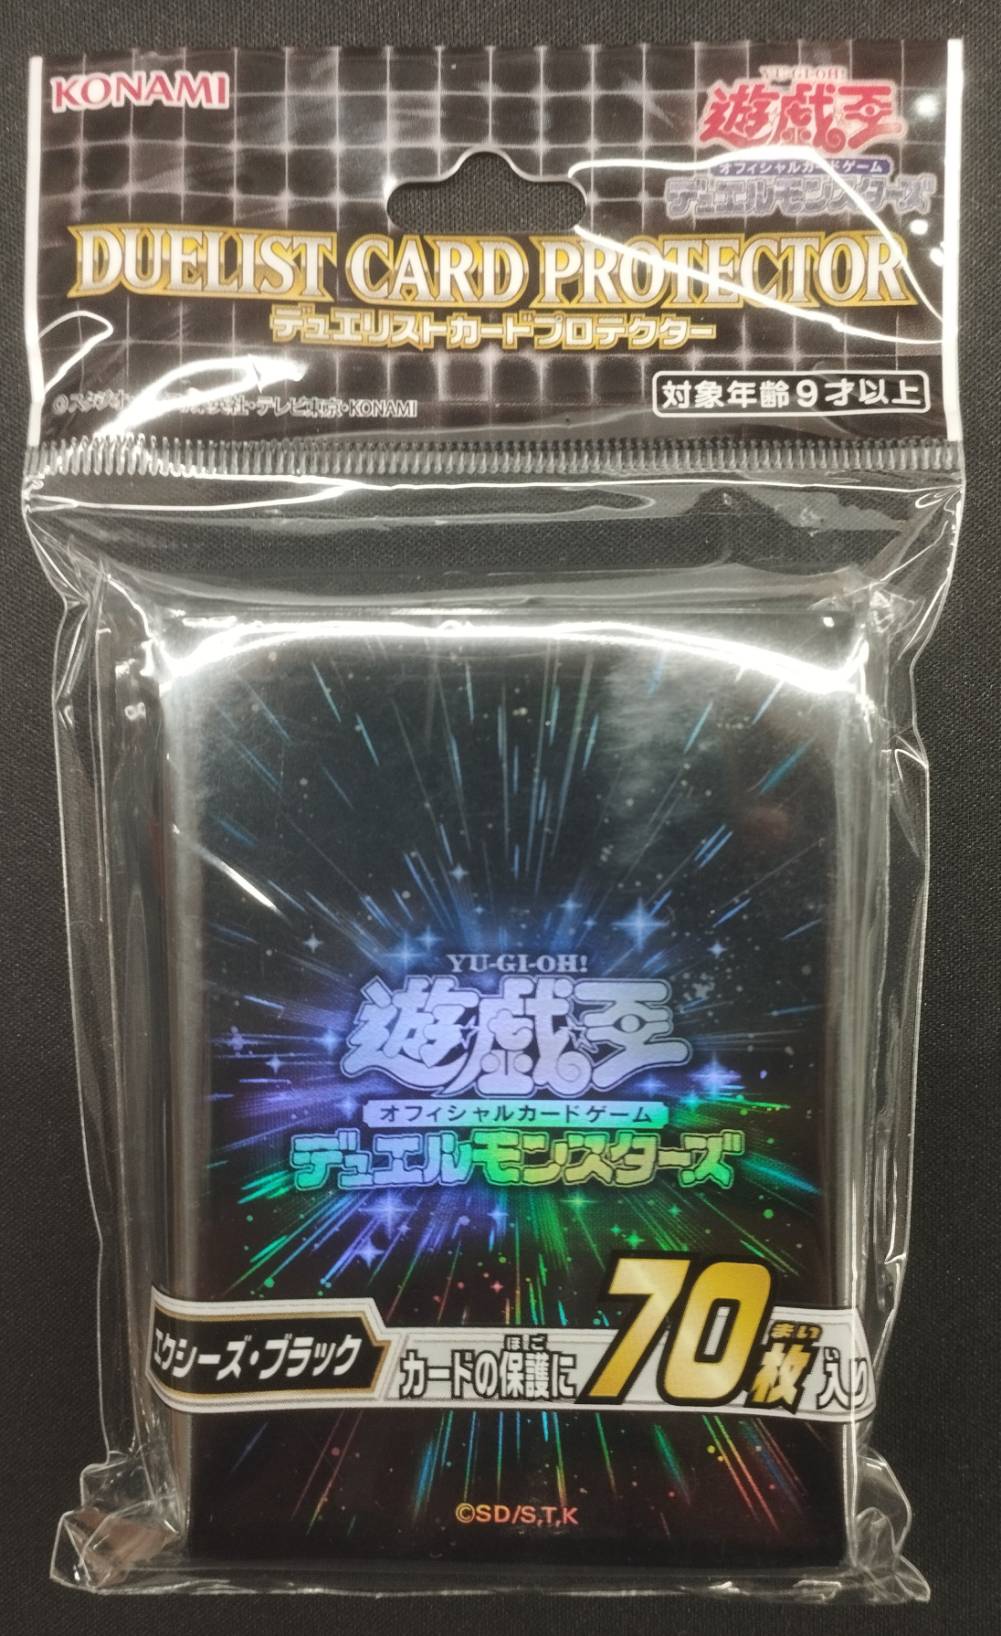 KONAMI
YU-GI-OH!
遊戯王
オフィシャルカードゲーム
デュエルモンスターズ
DUELIST CARD PROTECTOR
デュエリストカードプロテクター
社・テレビ東京・KONAMI
対象年齢9才以上
YU-GI-OH!
遊戯王
オフィシャルカードゲーム
デュエルモンスターズ
エクシーズ・ブラック
ほご
まい
カードの保護に70枚入り
©SD/S,T,K